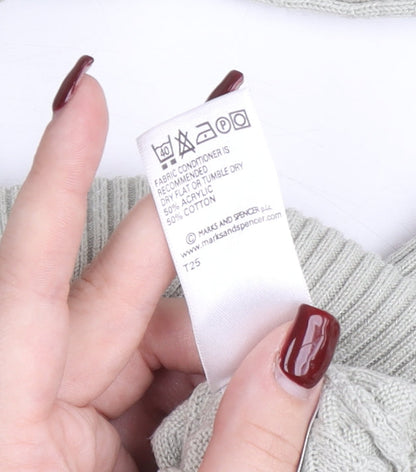 40 P
FABRIC CONDITIONER IS
RECOMMENDED
DRY FLAT OR TUMBLE DRY
50% ACRYLIC
50% COTTON
© MARKS AND SPENCER p.l.c.
www.marksandspencer.com
T25